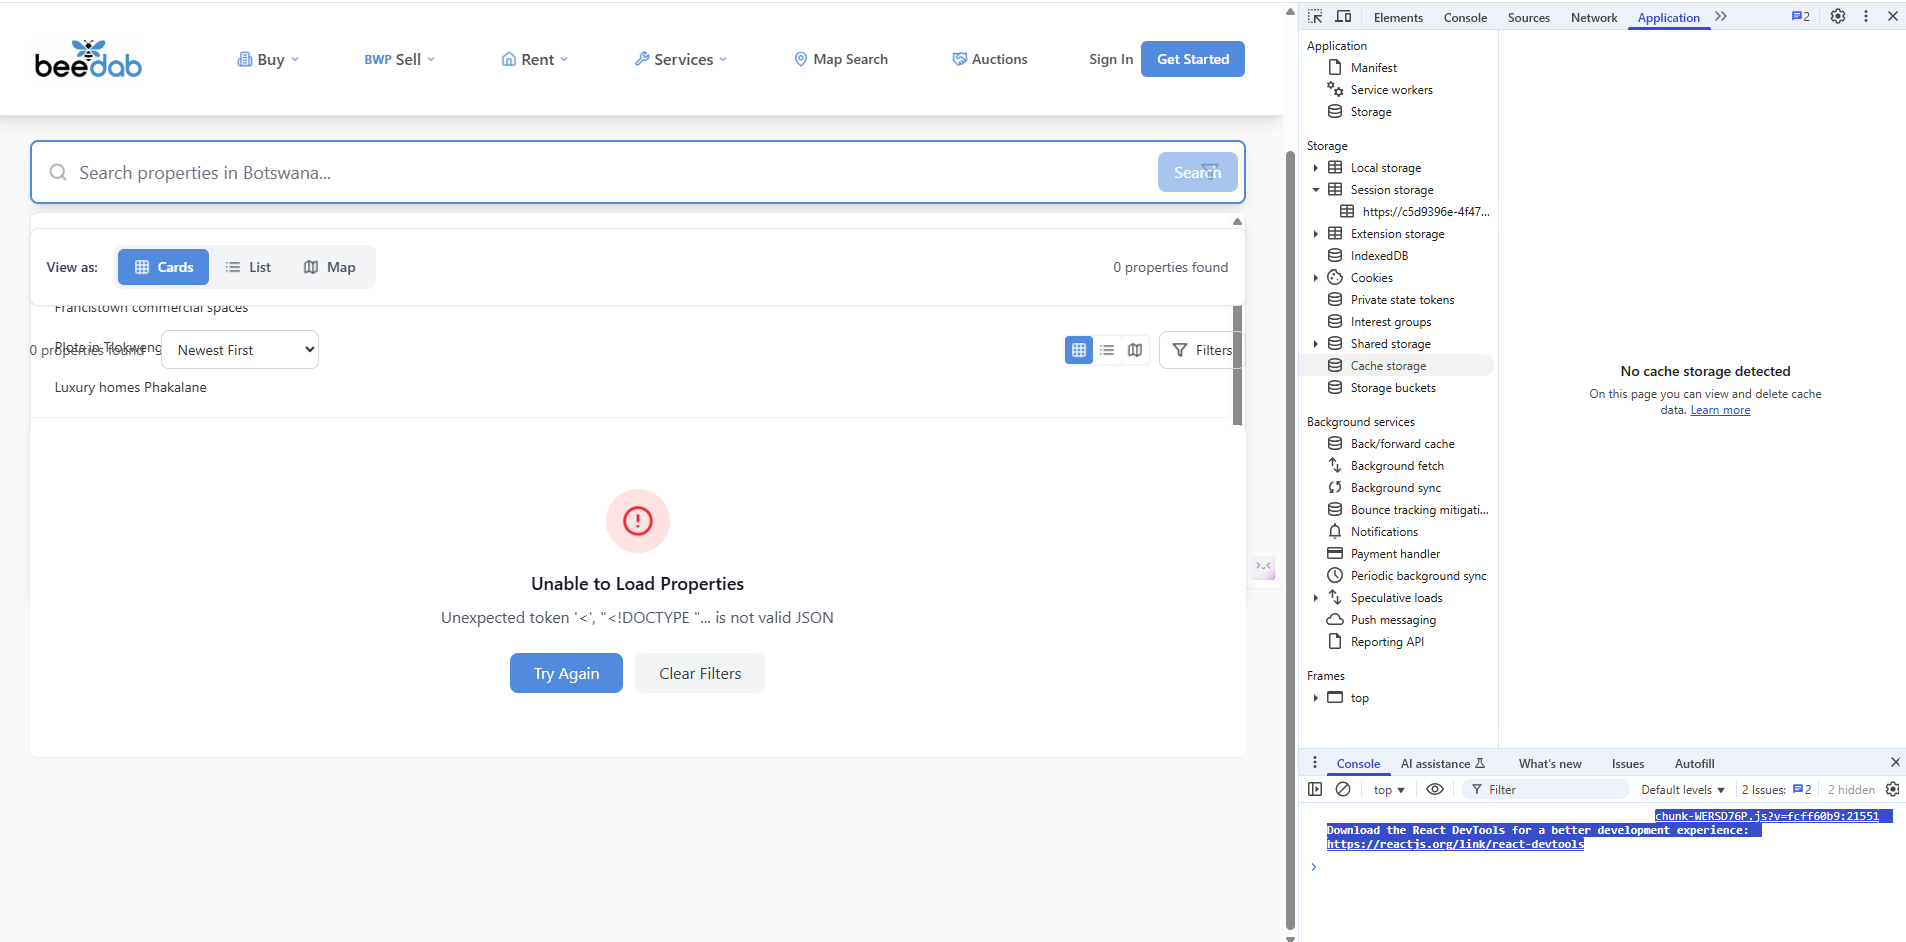 beedab
Buy
BWP Sell
Rent
Services
Map Search
Auctions
Sign In
Get Started
Search properties in Botswana...
Search
View as:
Cards
List
Map
0 properties found
Francistown commercial spaces
Plots in Tlokweng
0 properties found
Newest First
Filters
Luxury homes Phakalane
Unable to Load Properties
Unexpected token '<', "<!DOCTYPE "... is not valid JSON
Try Again
Clear Filters
Elements
Console
Sources
Network
Application
2
Application
Manifest
Service workers
Storage
Storage
Local storage
Session storage
https://c5d9396e-4f47...
Extension storage
IndexedDB
Cookies
Private state tokens
Interest groups
Shared storage
Cache storage
Storage buckets
Background services
Back/forward cache
Background fetch
Background sync
Bounce tracking mitigati...
Notifications
Payment handler
Periodic background sync
Speculative loads
Push messaging
Reporting API
Frames
top
No cache storage detected
On this page you can view and delete cache
data. Learn more
Console
AI assistance
What's new
Issues
Autofill
top
Filter
Default levels
2 Issues:
2
2 hidden
chunk-WERSD76P.js?v=fcff60b9:21551
Download the React DevTools for a better development experience:
https://reactjs.org/link/react-devtools